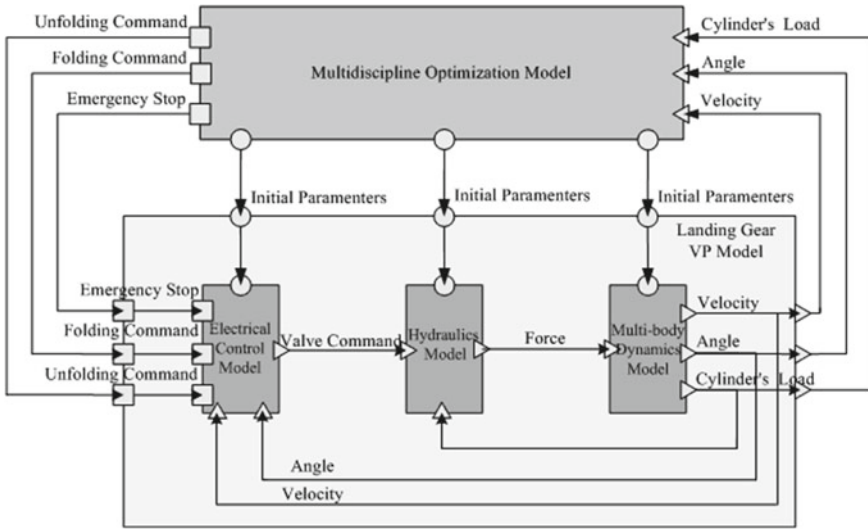 Unfolding Command
Cylinder's Load
Folding Command
Multidiscipline Optimization Model
Angle
Emergency Stop
Velocity
Initial Paramenters
Initial Paramenters
Initial Paramenters
Landing Gear
VP Model
Emergency Stop
Velocity
Folding Command
Electrical
Control
Model
Valve Command
Hydraulics
Model
Force
Multi-body
Dynamics
Model
Angle
Unfolding Command
Cylinder's Load
Angle
Velocity